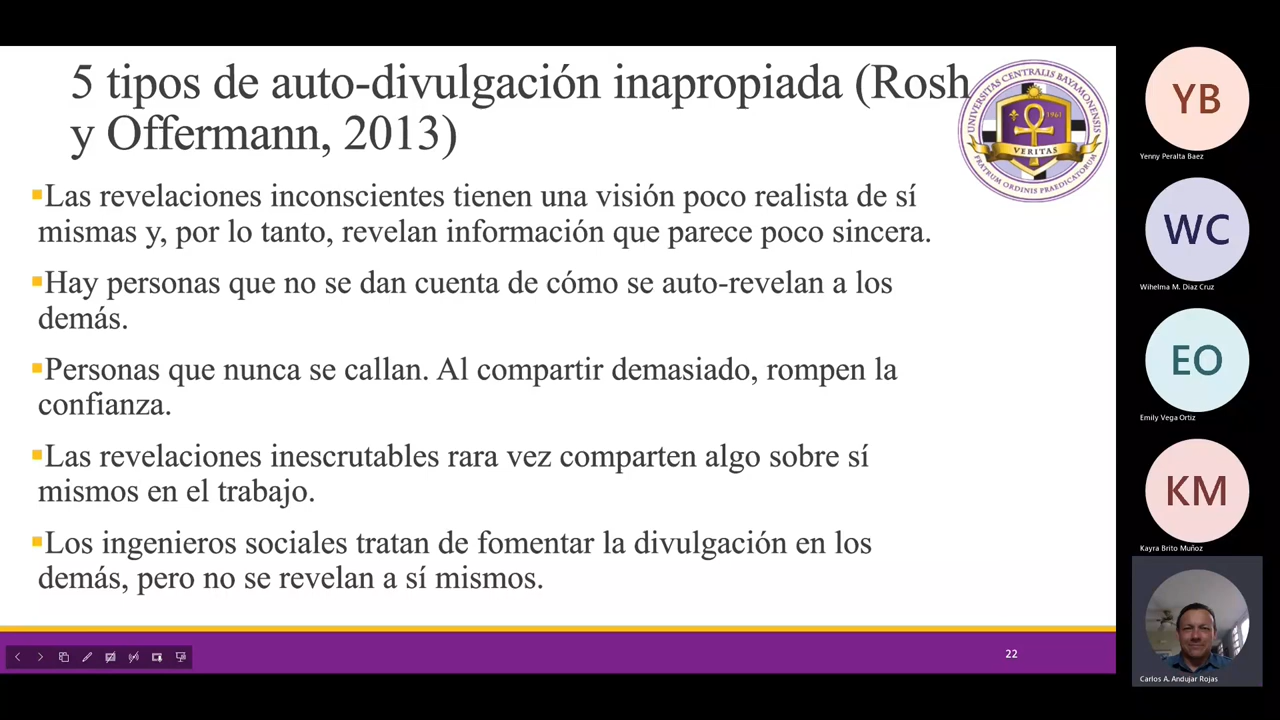 5 tipos de auto-divulgación inapropiada (Rosh
y Offermann, 2013)
UNIVERSITAS CENTRALIS BAYAMONENSIS
1961
VERITAS
FRATRUM ORDINIS PRAEDICATORUM
Las revelaciones inconscientes tienen una visión poco realista de sí
mismas y, por lo tanto, revelan información que parece poco sincera.
Hay personas que no se dan cuenta de cómo se auto-revelan a los
demás.
Personas que nunca se callan. Al compartir demasiado, rompen la
confianza.
Las revelaciones inescrutables rara vez comparten algo sobre sí
mismos en el trabajo.
Los ingenieros sociales tratan de fomentar la divulgación en los
demás, pero no se revelan a sí mismos.
22
YB
Yenny Peralta Baez
WC
Wihelma M. Diaz Cruz
EO
Emily Vega Ortiz
KM
Kayra Brito Muñoz
Carlos A. Andujar Rojas